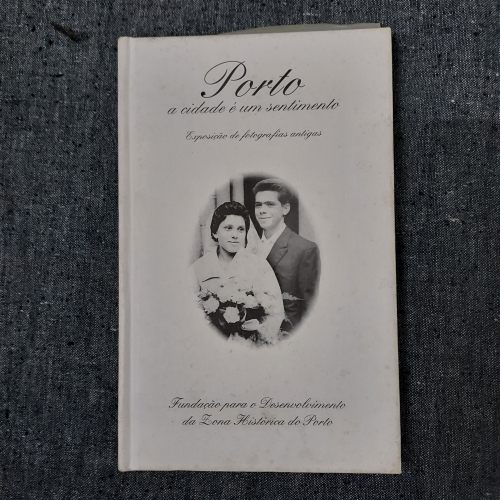 Porto
a cidade é um sentimento
Exposição de fotografias antigas
Fundação para o Desenvolvimento
da Zona Histórica do Porto